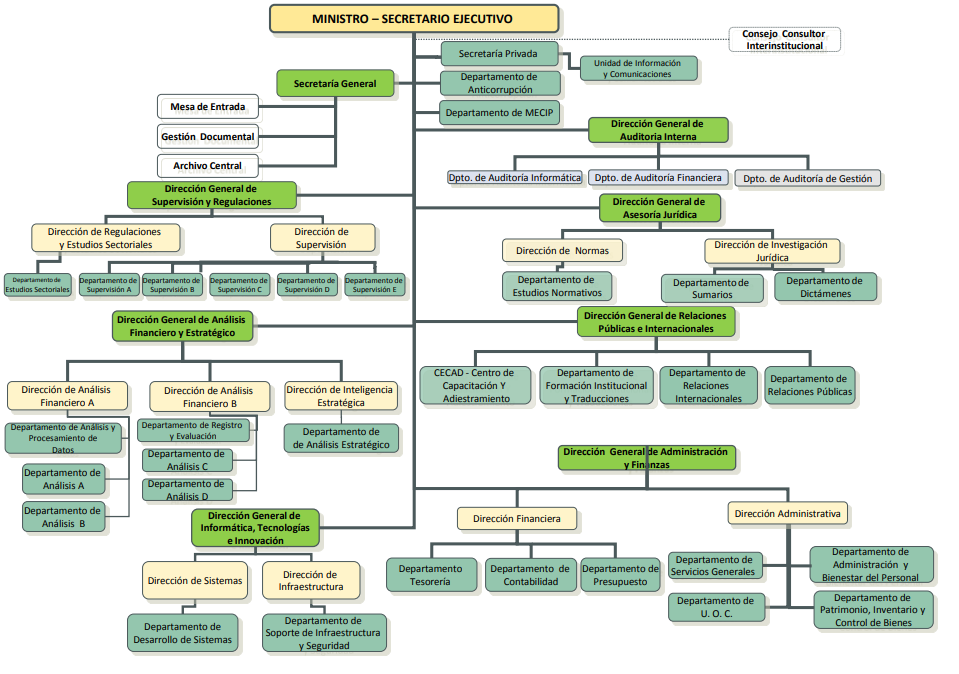 MINISTRO – SECRETARIO EJECUTIVO
Consejo Consultor
Interinstitucional
Secretaría Privada
Unidad de Información
y Comunicaciones
Secretaría General
Departamento de
Anticorrupción
Mesa de Entrada
Departamento de MECIP
Gestión Documental
Dirección General de
Auditoria Interna
Archivo Central
Dpto. de Auditoría Informática
Dpto. de Auditoría Financiera
Dpto. de Auditoría de Gestión
Dirección General de
Supervisión y Regulaciones
Dirección General de
Asesoría Jurídica
Dirección de Regulaciones
y Estudios Sectoriales
Dirección de
Supervisión
Dirección de Normas
Dirección de Investigación
Jurídica
Departamento de
Estudios Sectoriales
Departamento de
Supervisión A
Departamento de
Supervisión B
Departamento de
Supervisión C
Departamento de
Supervisión D
Departamento de
Supervisión E
Departamento de
Estudios Normativos
Departamento de
Sumarios
Departamento de
Dictámenes
Dirección General de Análisis
Financiero y Estratégico
Dirección General de Relaciones
Públicas e Internacionales
Dirección de Análisis
Financiero A
Dirección de Análisis
Financiero B
Dirección de Inteligencia
Estratégica
CECAD - Centro de
Capacitación Y
Adiestramiento
Departamento de
Formación Institucional
y Traducciones
Departamento de
Relaciones
Internacionales
Departamento de
Relaciones Públicas
Departamento de Análisis y
Procesamiento de
Datos
Departamento de Registro
y Evaluación
Departamento de
de Análisis Estratégico
Departamento de
Análisis A
Departamento de
Análisis C
Departamento de
Análisis B
Departamento de
Análisis D
Dirección General de Administración
y Finanzas
Dirección General de
Informática, Tecnologías
e Innovación
Dirección Financiera
Dirección Administrativa
Dirección de Sistemas
Dirección de
Infraestructura
Departamento
Tesorería
Departamento de
Contabilidad
Departamento de
Presupuesto
Departamento de
Servicios Generales
Departamento de
Administración y
Bienestar del Personal
Departamento de
U. O. C.
Departamento de
Patrimonio, Inventario y
Control de Bienes
Departamento de
Desarrollo de Sistemas
Departamento de
Soporte de Infraestructura
y Seguridad